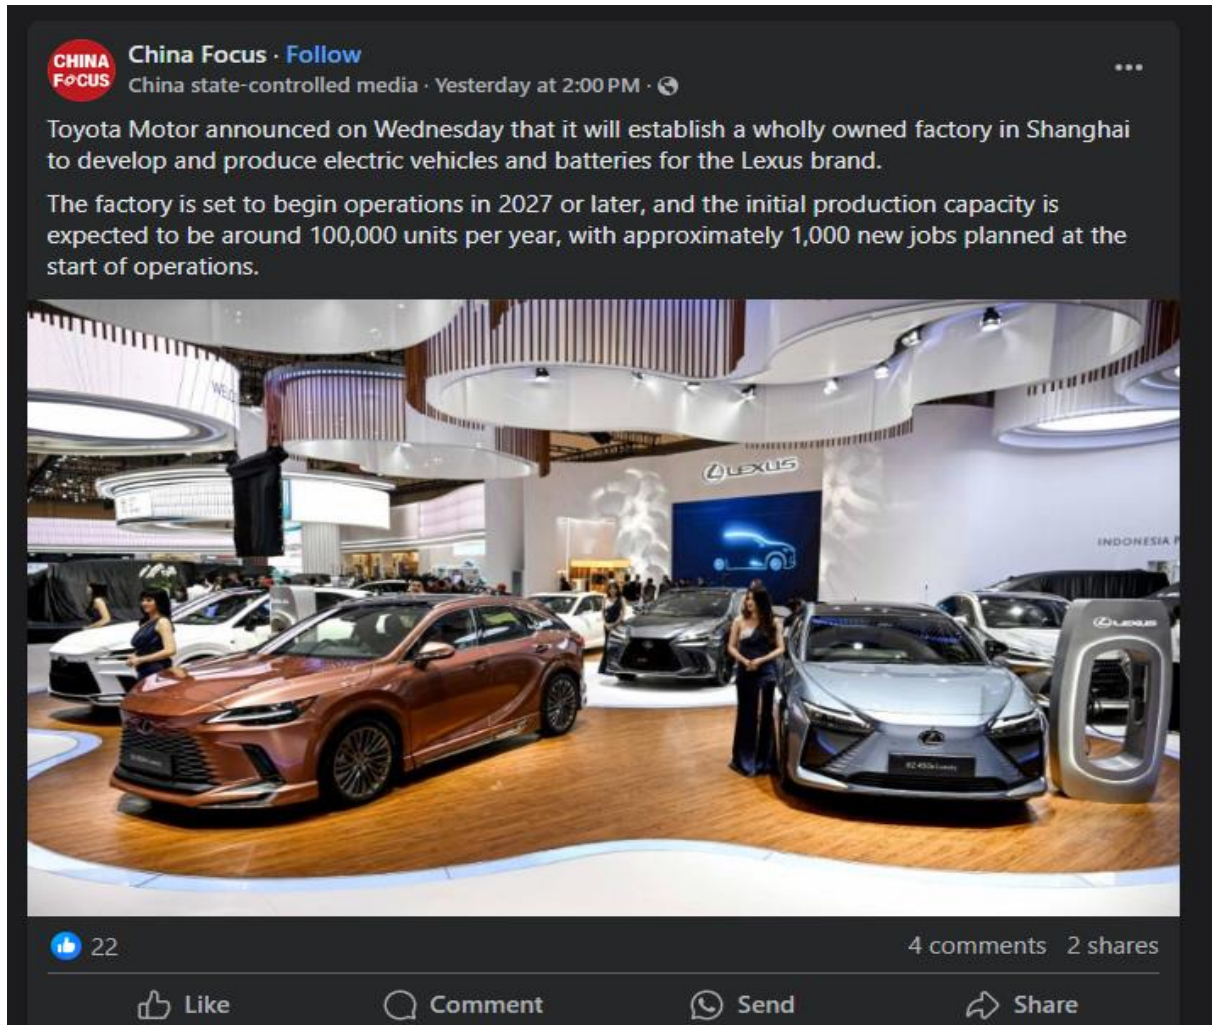 CHINA
FOCUS
China Focus · Follow
China state-controlled media · Yesterday at 2:00 PM ·
Toyota Motor announced on Wednesday that it will establish a wholly owned factory in Shanghai
to develop and produce electric vehicles and batteries for the Lexus brand.
The factory is set to begin operations in 2027 or later, and the initial production capacity is
expected to be around 100,000 units per year, with approximately 1,000 new jobs planned at the
start of operations.
LEXUS
INDONESIA
LEXUS
22
4 comments 2 shares
Like Comment Send Share